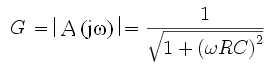 G = |A(jω)| = 1 / √(1 + (ωRC)²)